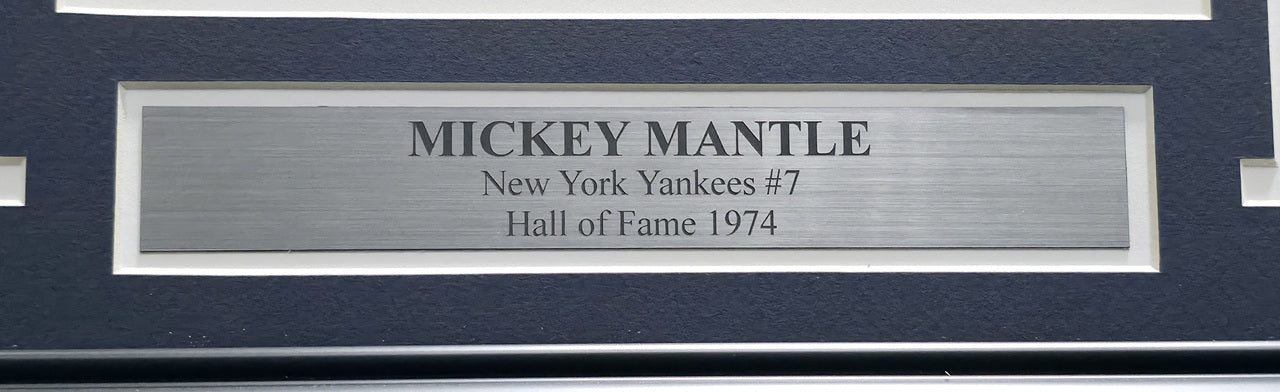 MICKEY MANTLE
New York Yankees #7
Hall of Fame 1974